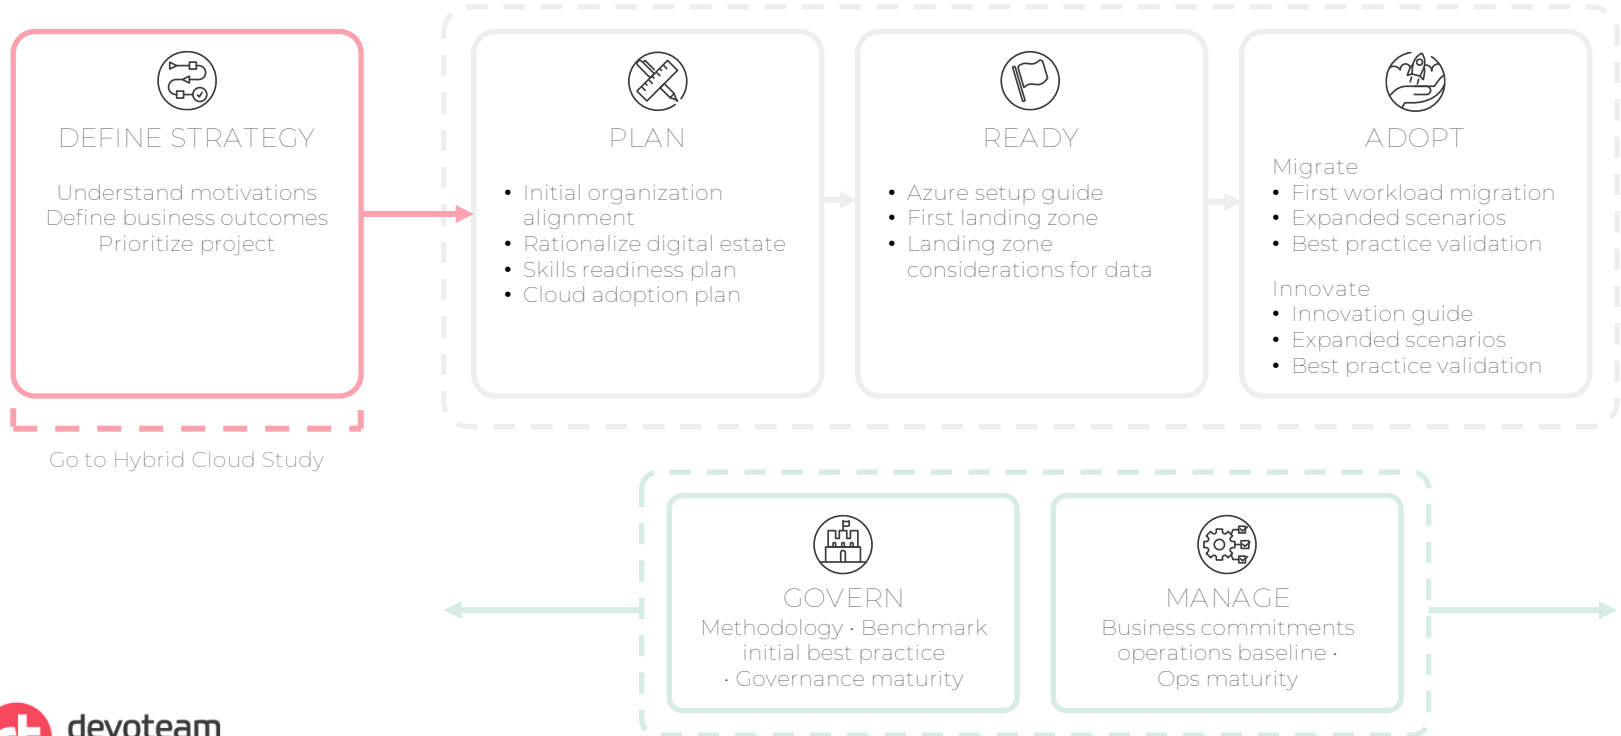 DEFINE STRATEGY
Understand motivations
Define business outcomes
Prioritize project
PLAN
• Initial organization
alignment
• Rationalize digital estate
• Skills readiness plan
• Cloud adoption plan
READY
• Azure setup guide
• First landing zone
• Landing zone
considerations for data
ADOPT
Migrate
• First workload migration
• Expanded scenarios
• Best practice validation
Innovate
• Innovation guide
• Expanded scenarios
• Best practice validation
Go to Hybrid Cloud Study
GOVERN
Methodology · Benchmark
initial best practice
· Governance maturity
MANAGE
Business commitments
operations baseline ·
Ops maturity
devoteam